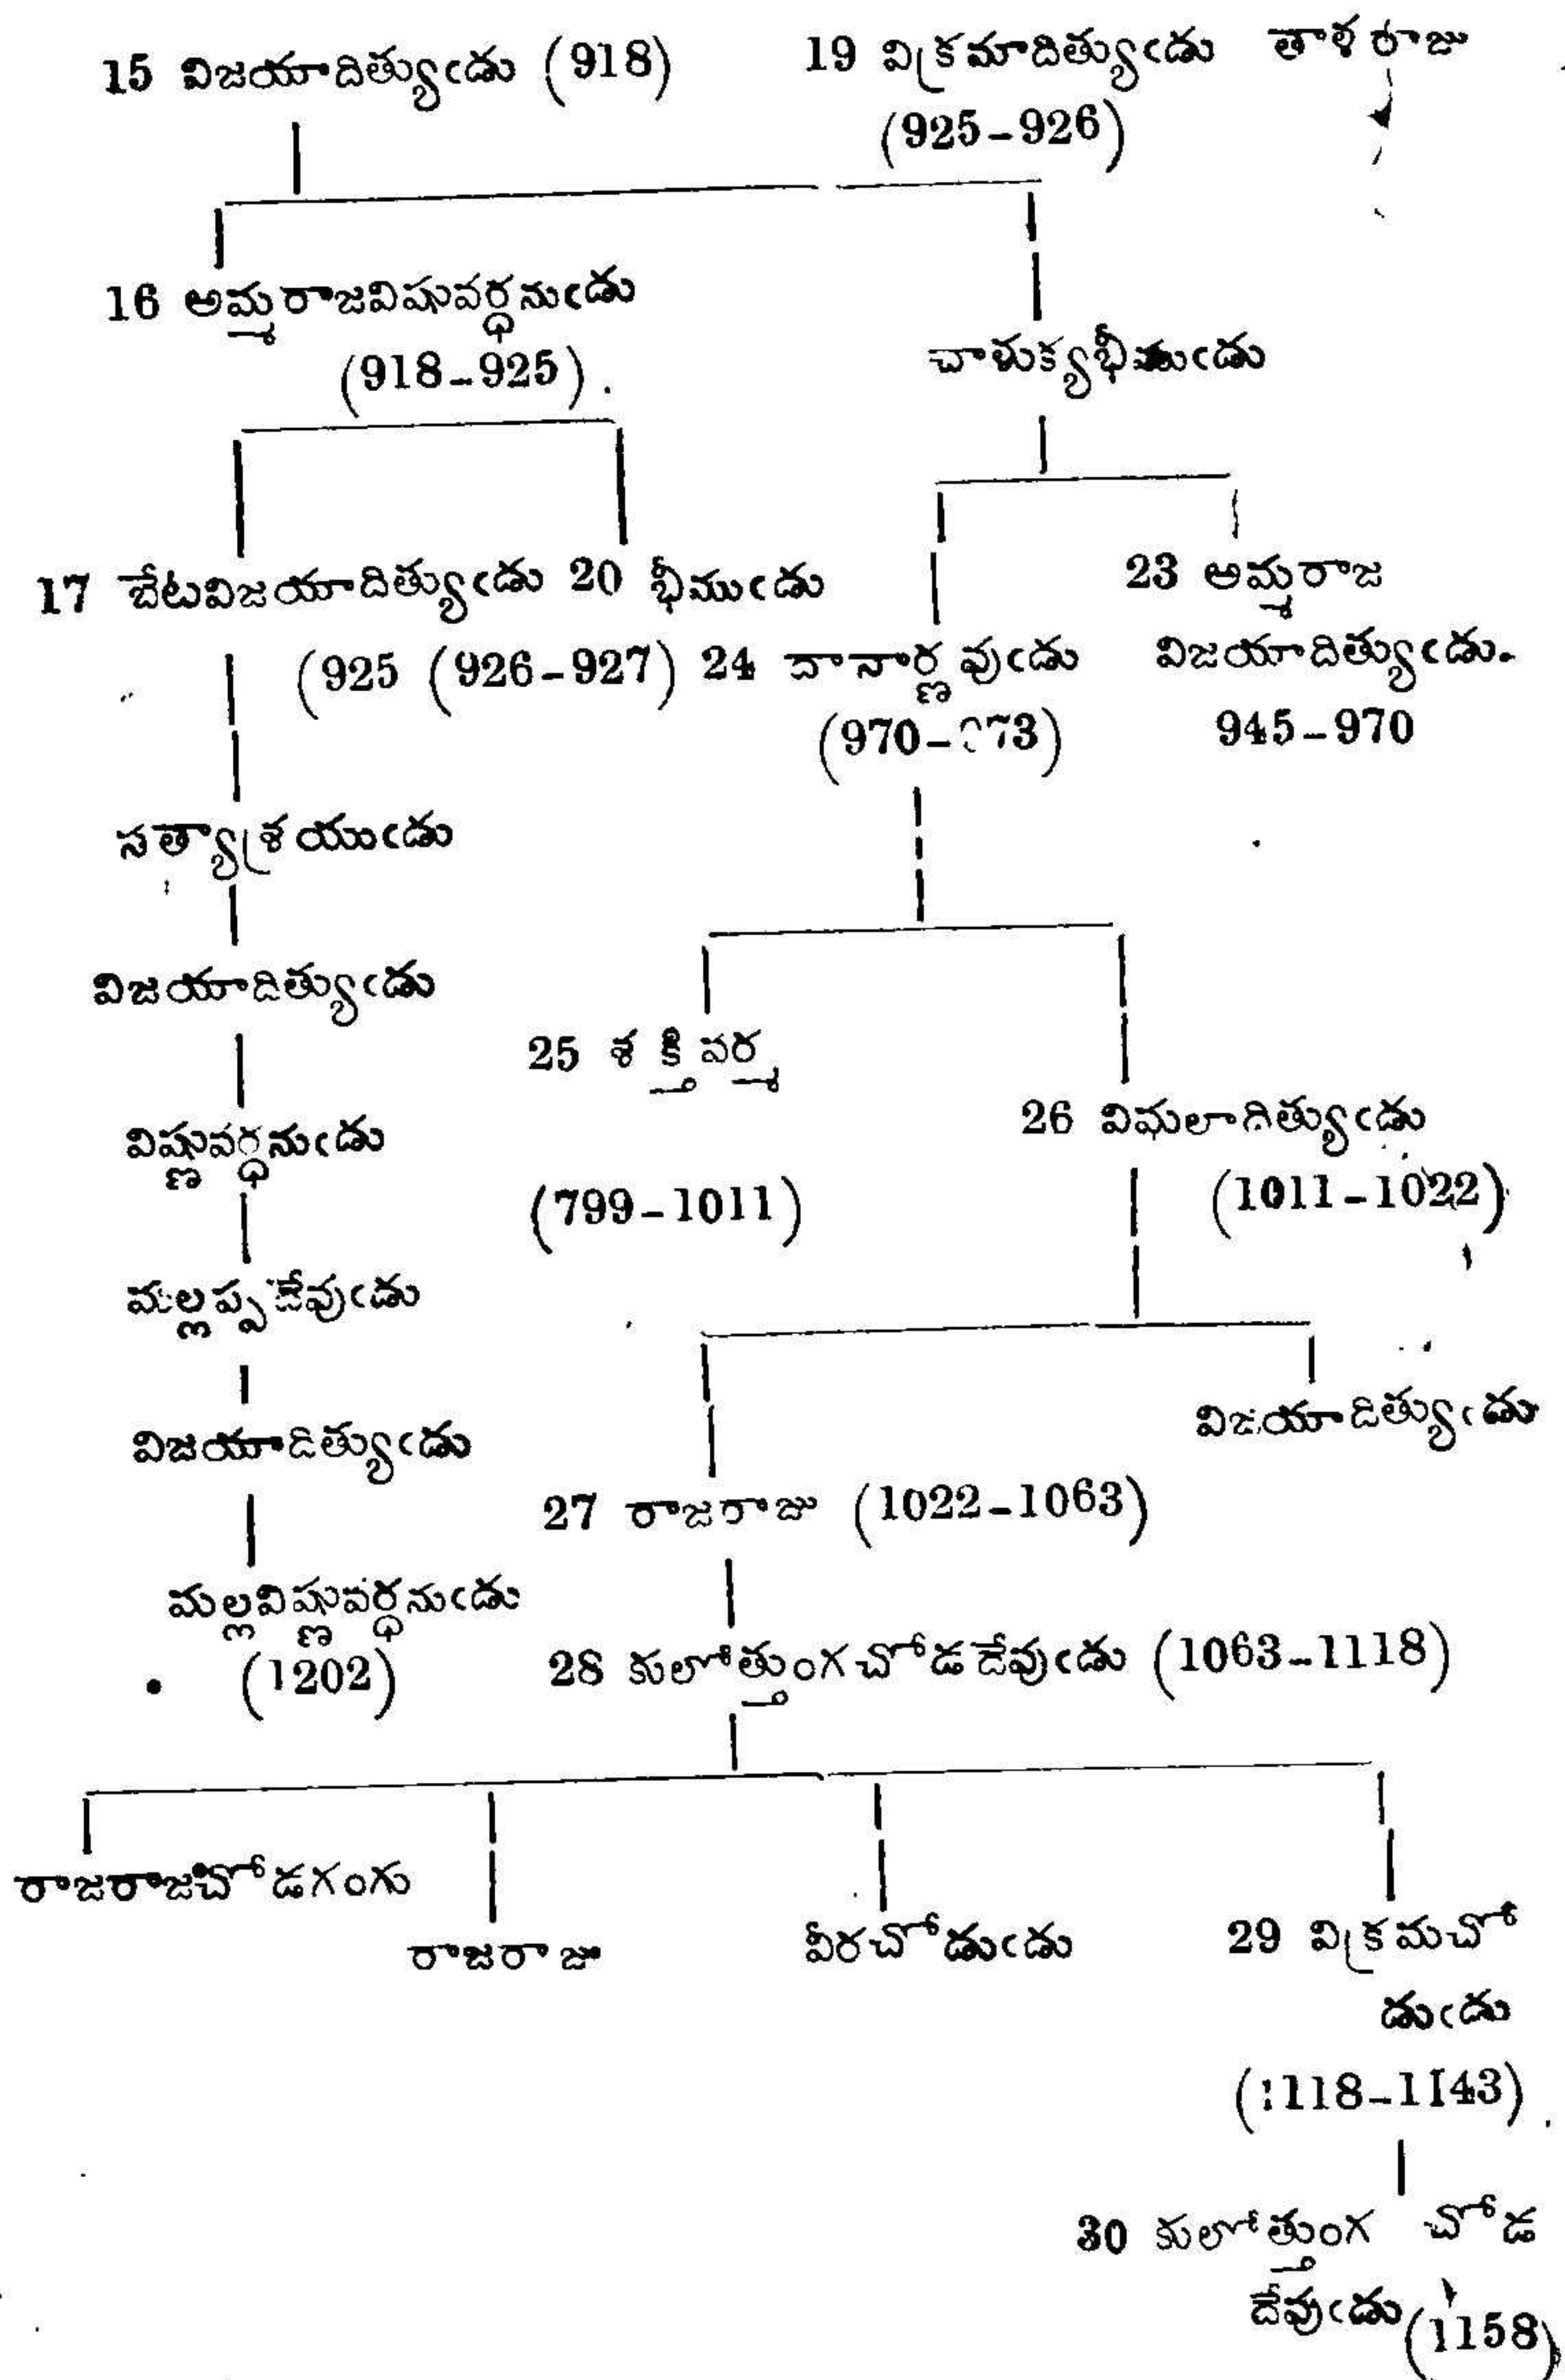 15 విజయాదిత్యుఁడు (918) 19 విక్రమాదిత్యుఁడు తాళరాజు
(925-926)
16 అమ్మరాజవిషువర్ధనుఁడు
(918-925)
చాళుక్యభీముఁడు
17 బేటవిజయాదిత్యుఁడు 20 భీముఁడు
23 అమ్మరాజ
(925 (926-927) 24 దానార్ణవుఁడు విజయాదిత్యుఁడు.
(970-973) 945-970
సత్యాశ్రయుఁడు
విజయాదిత్యుఁడు
25 శక్తివర్మ
26 విమలాదిత్యుఁడు
విష్ణువర్ధనుఁడు
(799-1011) (1011-1022)
మల్లప్పదేవుఁడు
విజయాదిత్యుఁడు
విజయాదిత్యుఁడు
27 రాజరాజు (1022-1063)
మల్లవిష్ణువర్ధనుఁడు
(1202) 28 కులోత్తుంగచోడదేవుఁడు (1063-1118)
రాజరాజచోడగంగు
రాజరాజు వీరచోడుఁడు 29 విక్రమచో
డుఁడు
(1118-1143)
30 కులోత్తుంగ చోడ
దేవుఁడు (1158)